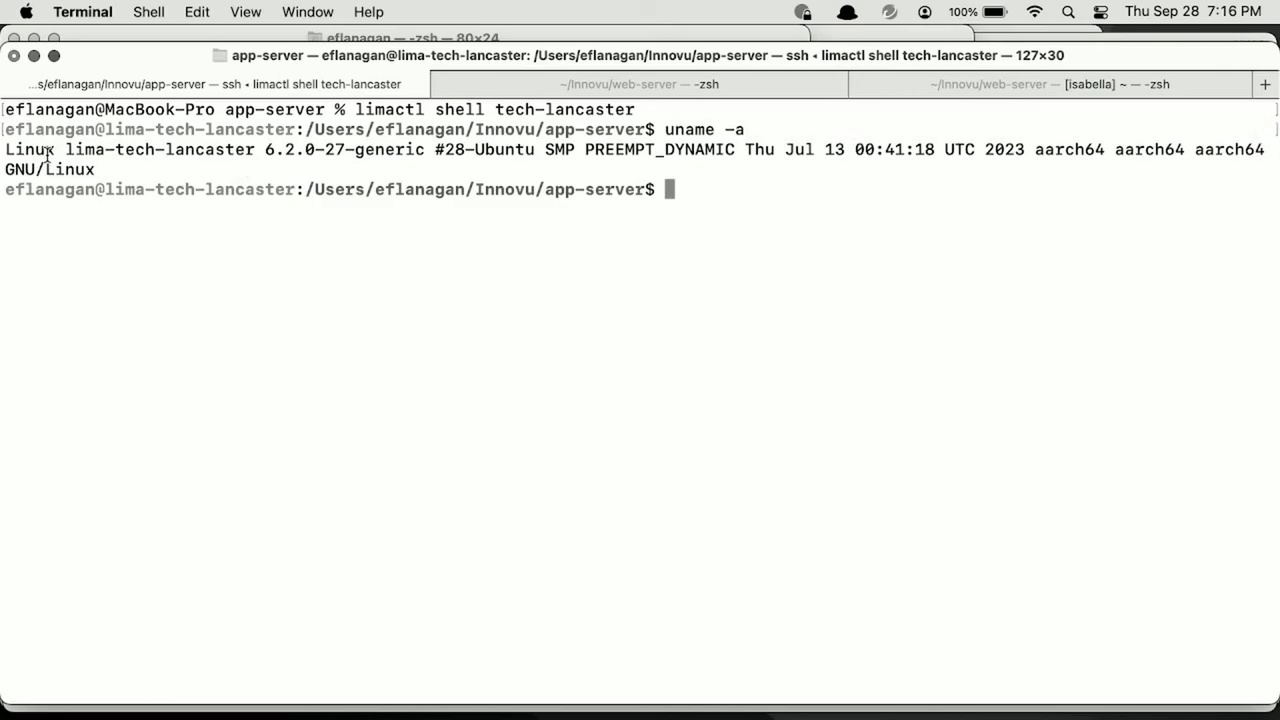 Terminal Shell Edit View Window Help 100% Thu Sep 28 7:16 PM
eflanagan — -zsh — 80×24
app-server — eflanagan@lima-tech-lancaster: /Users/eflanagan/Innovu/app-server — ssh ◂ limactl shell tech-lancaster — 127×30
...s/eflanagan/Innovu/app-server — ssh ◂ limactl shell tech-lancaster ~/Innovu/web-server — -zsh ~/Innovu/web-server — [isabella] ~ — -zsh +
[eflanagan@MacBook-Pro app-server % limactl shell tech-lancaster ]
[eflanagan@lima-tech-lancaster:/Users/eflanagan/Innovu/app-server$ uname -a ]
Linux lima-tech-lancaster 6.2.0-27-generic #28-Ubuntu SMP PREEMPT_DYNAMIC Thu Jul 13 00:41:18 UTC 2023 aarch64 aarch64 aarch64
GNU/Linux
eflanagan@lima-tech-lancaster:/Users/eflanagan/Innovu/app-server$